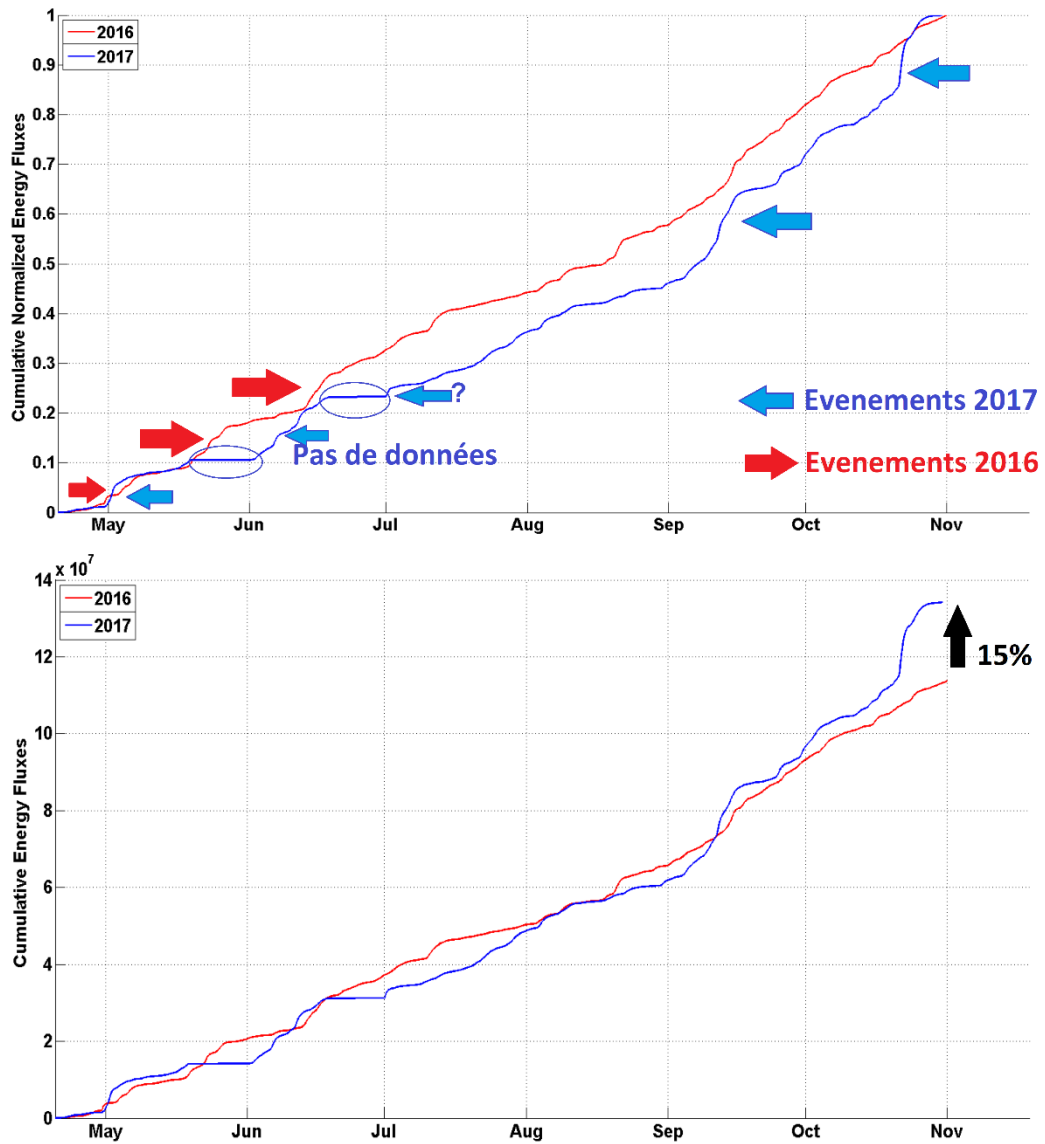 1
2016
2017
0.9
0.8
0.7
0.6
0.5
0.4
0.3
0.2
0.1
0
Cumulative Normalized Energy Fluxes
?
Pas de données
Evenements 2017
Evenements 2016
May
Jun
Jul
Aug
Sep
Oct
Nov
x 10^7
14
2016
2017
12
10
8
6
4
2
0
Cumulative Energy Fluxes
15%
May
Jun
Jul
Aug
Sep
Oct
Nov